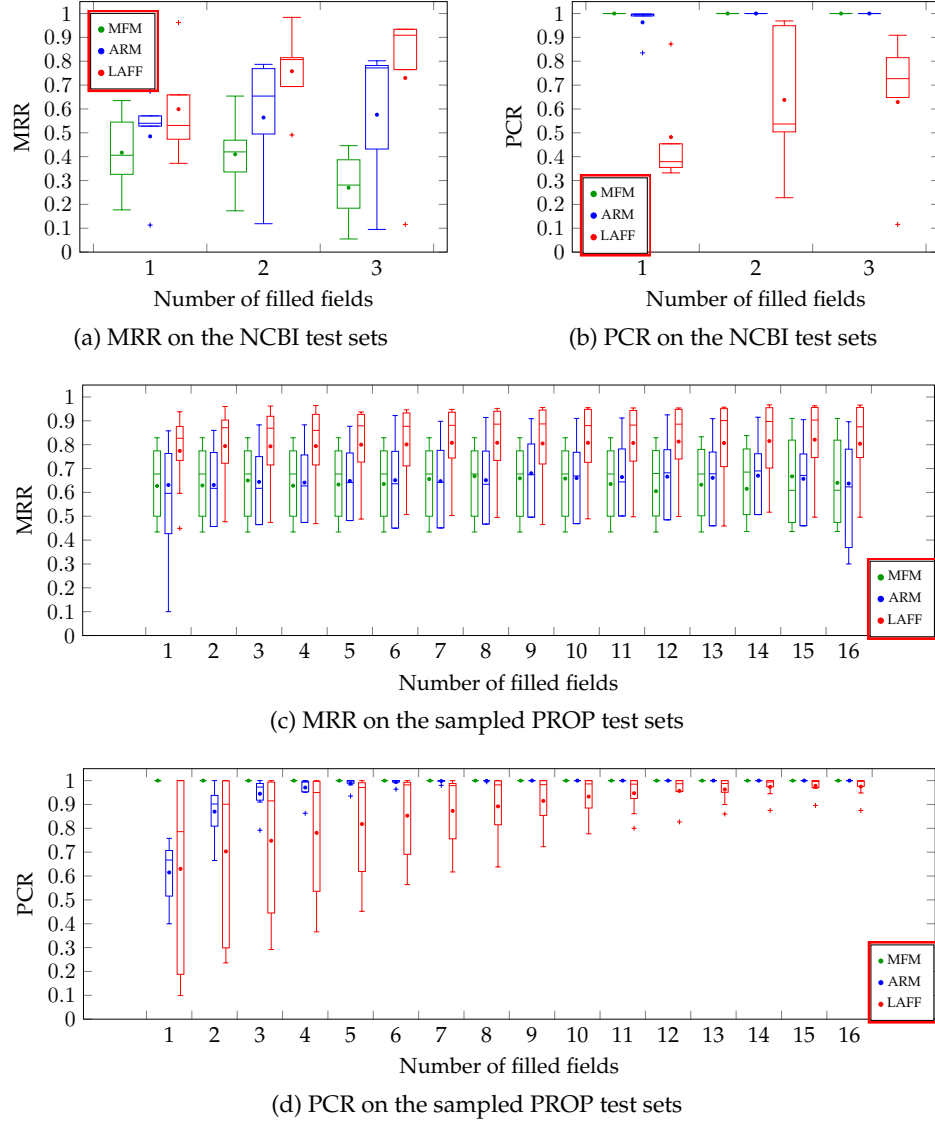 1
0.9
0.8
0.7
0.6
0.5
0.4
0.3
0.2
0.1
0
MRR
MFM
ARM
LAFF
1 2 3
Number of filled fields
(a) MRR on the NCBI test sets
1
0.9
0.8
0.7
0.6
0.5
0.4
0.3
0.2
0.1
0
PCR
MFM
ARM
LAFF
1 2 3
Number of filled fields
(b) PCR on the NCBI test sets
1
0.9
0.8
0.7
0.6
0.5
0.4
0.3
0.2
0.1
0
MRR
MFM
ARM
LAFF
1 2 3 4 5 6 7 8 9 10 11 12 13 14 15 16
Number of filled fields
(c) MRR on the sampled PROP test sets
1
0.9
0.8
0.7
0.6
0.5
0.4
0.3
0.2
0.1
0
PCR
MFM
ARM
LAFF
1 2 3 4 5 6 7 8 9 10 11 12 13 14 15 16
Number of filled fields
(d) PCR on the sampled PROP test sets